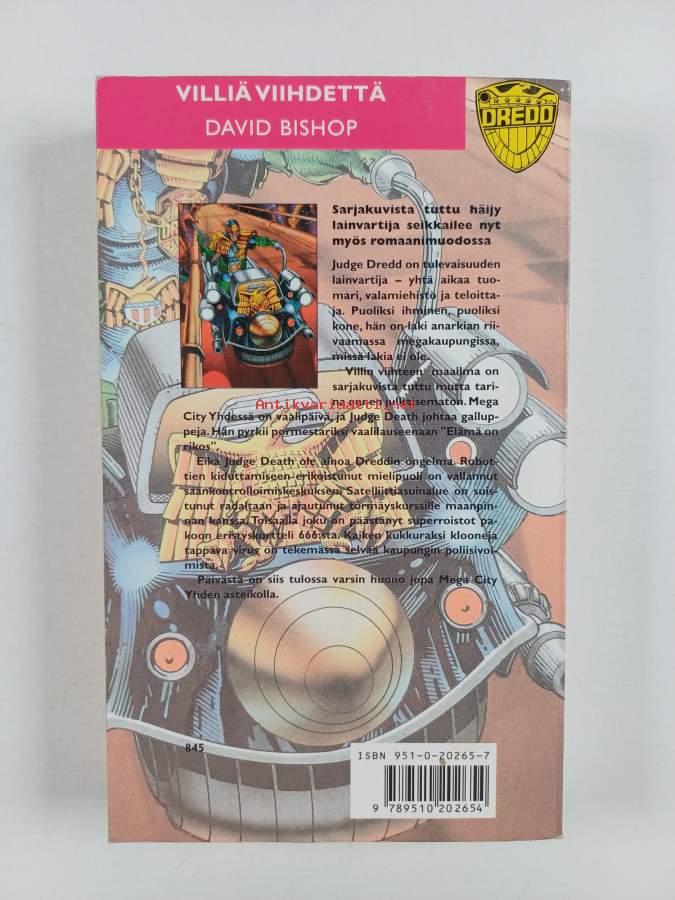 VILLIÄ VIIHDETTÄ
DAVID BISHOP
DREDD
Sarjakuvista tuttu häijy
lainvartija seikkailee nyt
myös romaanimuodossa
Judge Dredd on tulevaisuuden
lainvartija – yhtä aikaa tuo-
mari, valamiehistö ja teloitta-
ja. Puoliksi ihminen, puoliksi
kone, hän on laki anarkian rii-
vaamassa megakaupungissa,
missä lakia ei ole.
Villin viihteen maailma on
sarjakuvista tuttu mutta tari-
na ennen julkaisematon. Mega
City Yhdessä on vaalipäivä, ja Judge Death johtaa gallup-
peja. Hän pyrkii pormestariksi vaalilauseenaan "Elämä on
rikos".
Eikä Judge Death ole ainoa Dreddin ongelma. Robot-
tien kiduttamiseen erikoistunut mielipuoli on vallannut
säänkontrolloimiskeskuksen. Satelliittiasuinalue on suis-
tunut radaltaan ja ajautunut törmäyskurssille maanpin-
nan kanssa. Toisaalla joku on päästänyt superroistot pa-
koon eristyskortteli 666:sta. Kaiken kukkuraksi klooneja
tappava virus on tekemässä selvää kaupungin poliisivoi-
mista.
Päivästä on siis tulossa varsin huono jopa Mega City
Yhden asteikolla.
Antikvariaatti.net
845
ISBN 951-0-20265-7
9 789510 202654